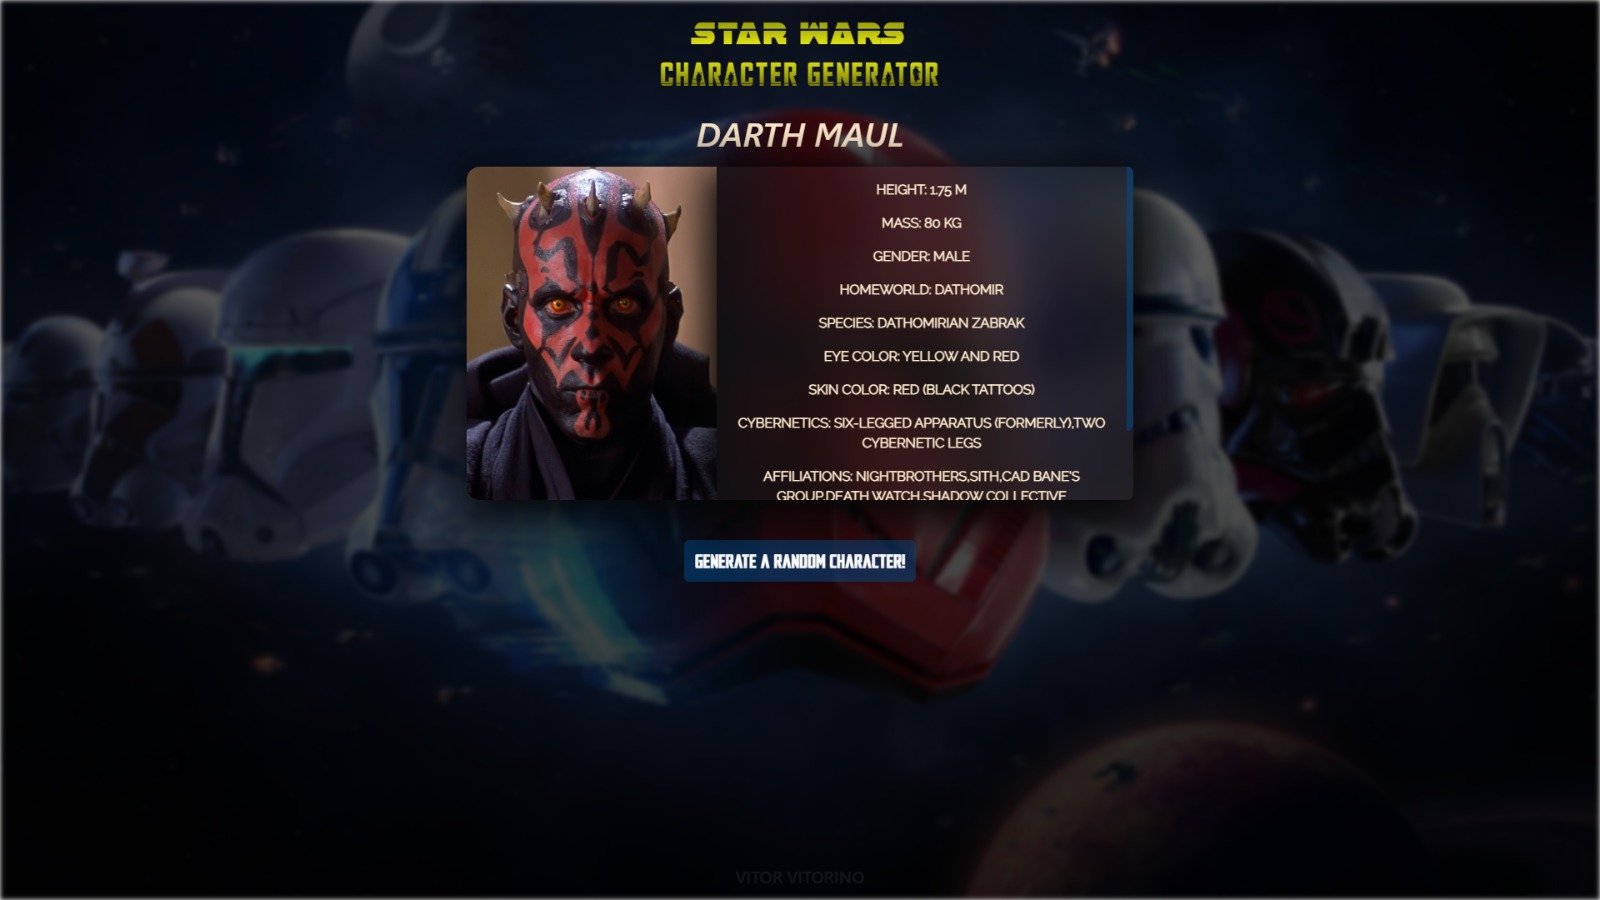 STAR WARS
CHARACTER GENERATOR
DARTH MAUL
HEIGHT: 1.75 M
MASS: 80 KG
GENDER: MALE
HOMEWORLD: DATHOMIR
SPECIES: DATHOMIRIAN ZABRAK
EYE COLOR: YELLOW AND RED
SKIN COLOR: RED (BLACK TATTOOS)
CYBERNETICS: SIX-LEGGED APPARATUS (FORMERLY),TWO
CYBERNETIC LEGS
AFFILIATIONS: NIGHTBROTHERS,SITH,CAD BANE'S
GROUP,DEATH WATCH,SHADOW COLLECTIVE
GENERATE A RANDOM CHARACTER!
VITOR VITORINO